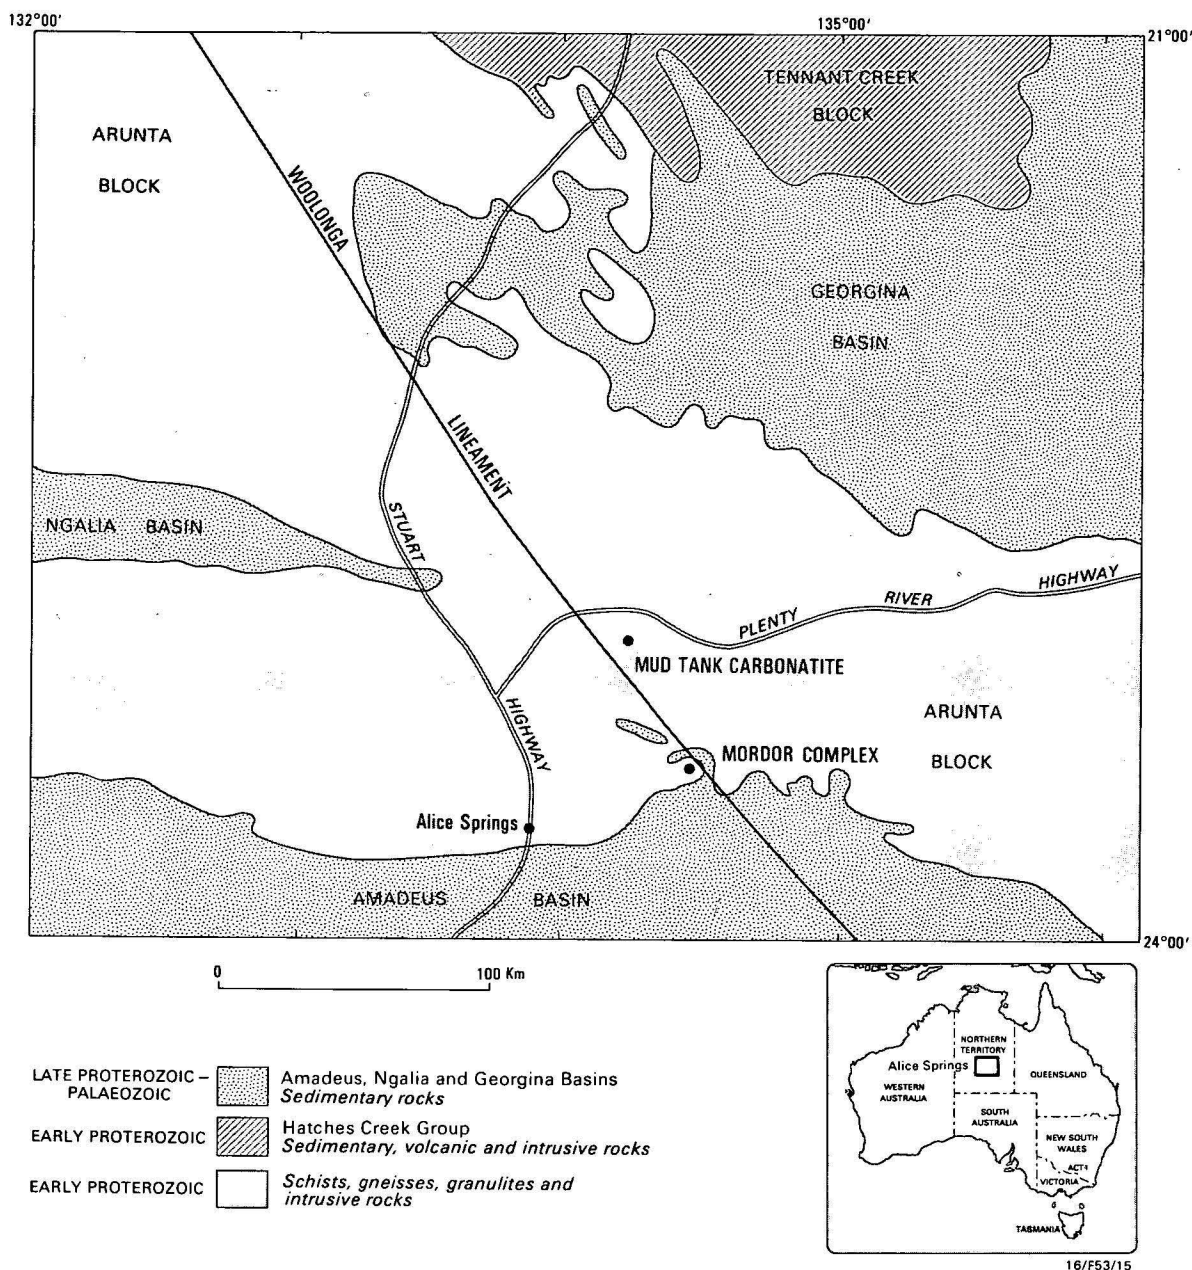 132°00'
135°00'
21°00'
TENNANT CREEK
BLOCK
ARUNTA
BLOCK
WOOLONGA
GEORGINA
BASIN
LINEAMENT
NGALIA BASIN
STUART
HIGHWAY
RIVER
PLENTY
MUD TANK CARBONATITE
ARUNTA
BLOCK
HIGHWAY
MORDOR COMPLEX
Alice Springs
AMADEUS BASIN
24°00'
0 100 Km
LATE PROTEROZOIC –
PALAEOZOIC
Amadeus, Ngalia and Georgina Basins
Sedimentary rocks
EARLY PROTEROZOIC
Hatches Creek Group
Sedimentary, volcanic and intrusive rocks
EARLY PROTEROZOIC
Schists, gneisses, granulites and
intrusive rocks
NORTHERN
TERRITORY
Alice Springs
QUEENSLAND
WESTERN
AUSTRALIA
SOUTH
AUSTRALIA
NEW SOUTH
WALES
ACT
VICTORIA
TASMANIA
16/F53/15